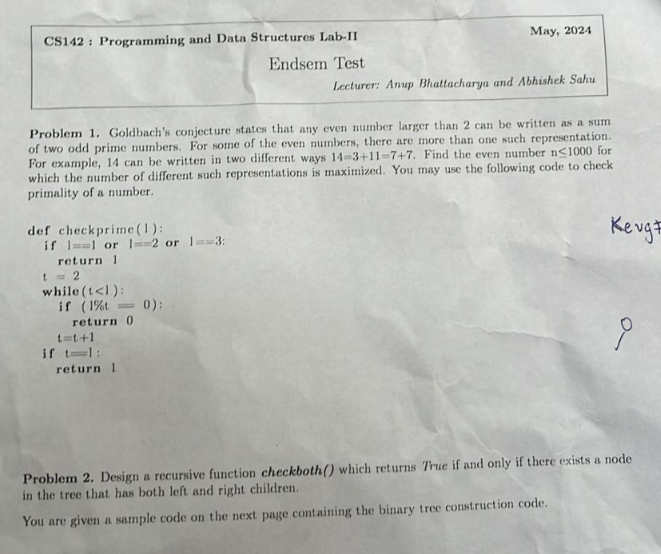 CS142 : Programming and Data Structures Lab-II
May, 2024
Endsem Test
Lecturer: Anup Bhattacharya and Abhishek Sahu
Problem 1. Goldbach's conjecture states that any even number larger than 2 can be written as a sum
of two odd prime numbers. For some of the even numbers, there are more than one such representation.
For example, 14 can be written in two different ways 14=3+11=7+7. Find the even number n≤1000 for
which the number of different such representations is maximized. You may use the following code to check
primality of a number.
def checkprime(l):
if l==1 or l==2 or l==3:
return 1
t = 2
while(t<l):
if (l%t == 0):
return 0
t=t+1
if t==l:
return 1
Problem 2. Design a recursive function checkboth() which returns True if and only if there exists a node
in the tree that has both left and right children.
You are given a sample code on the next page containing the binary tree construction code.